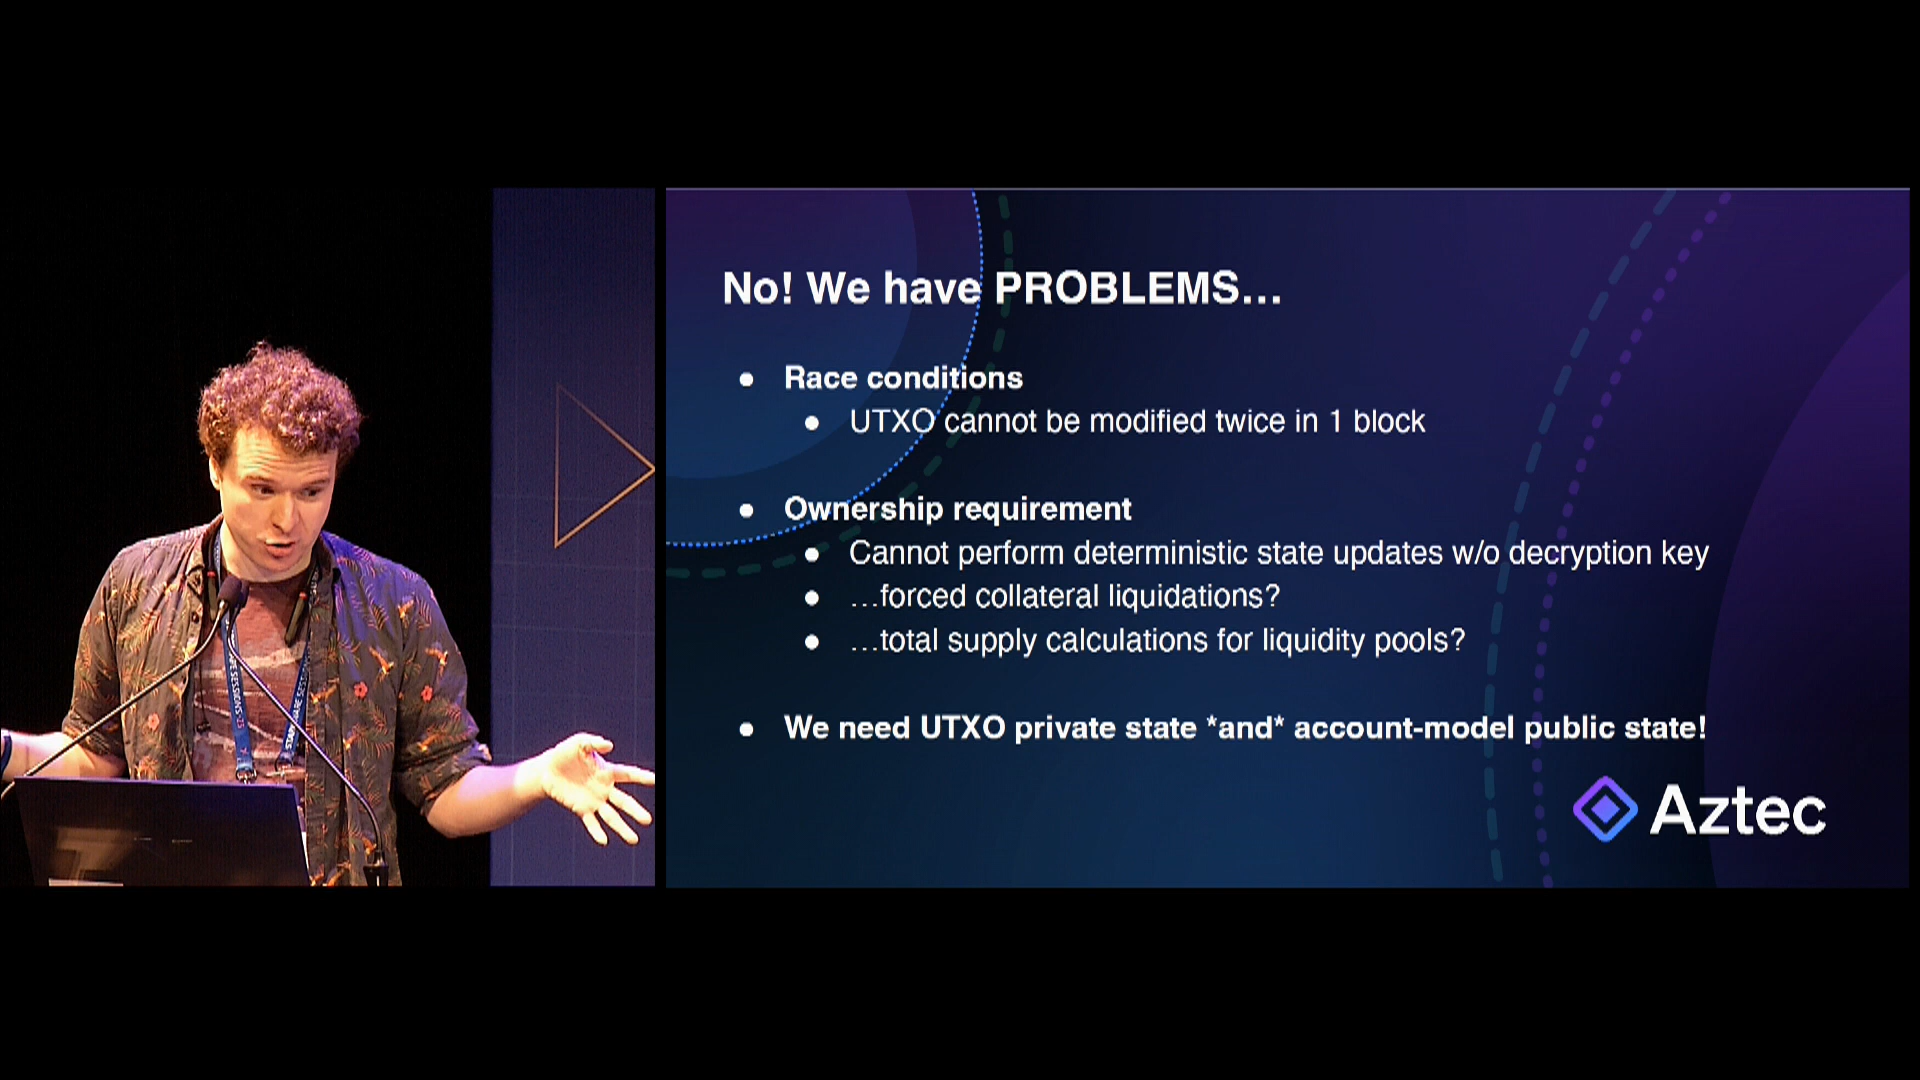 No! We have PROBLEMS…
Race conditions
UTXO cannot be modified twice in 1 block
Ownership requirement
Cannot perform deterministic state updates w/o decryption key
…forced collateral liquidations?
…total supply calculations for liquidity pools?
We need UTXO private state *and* account-model public state!
Aztec